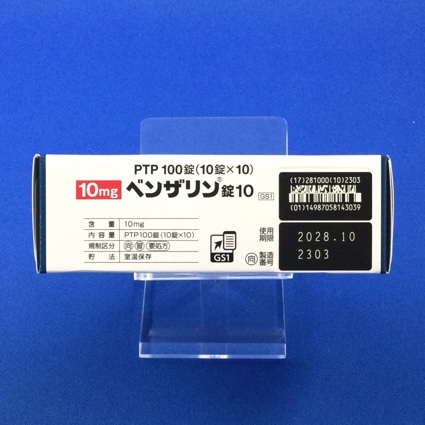 PTP 100錠(10錠×10)
10mg ベンザリン®錠10 GS1
含 量 10mg
内 容 量 PTP100錠(10錠×10)
規制区分 向 習 要処方
貯 法 室温保存
GS1
(17)281000(10)2303
(01)14987058143039
使用期限 2028.10
向 製造番号 2303